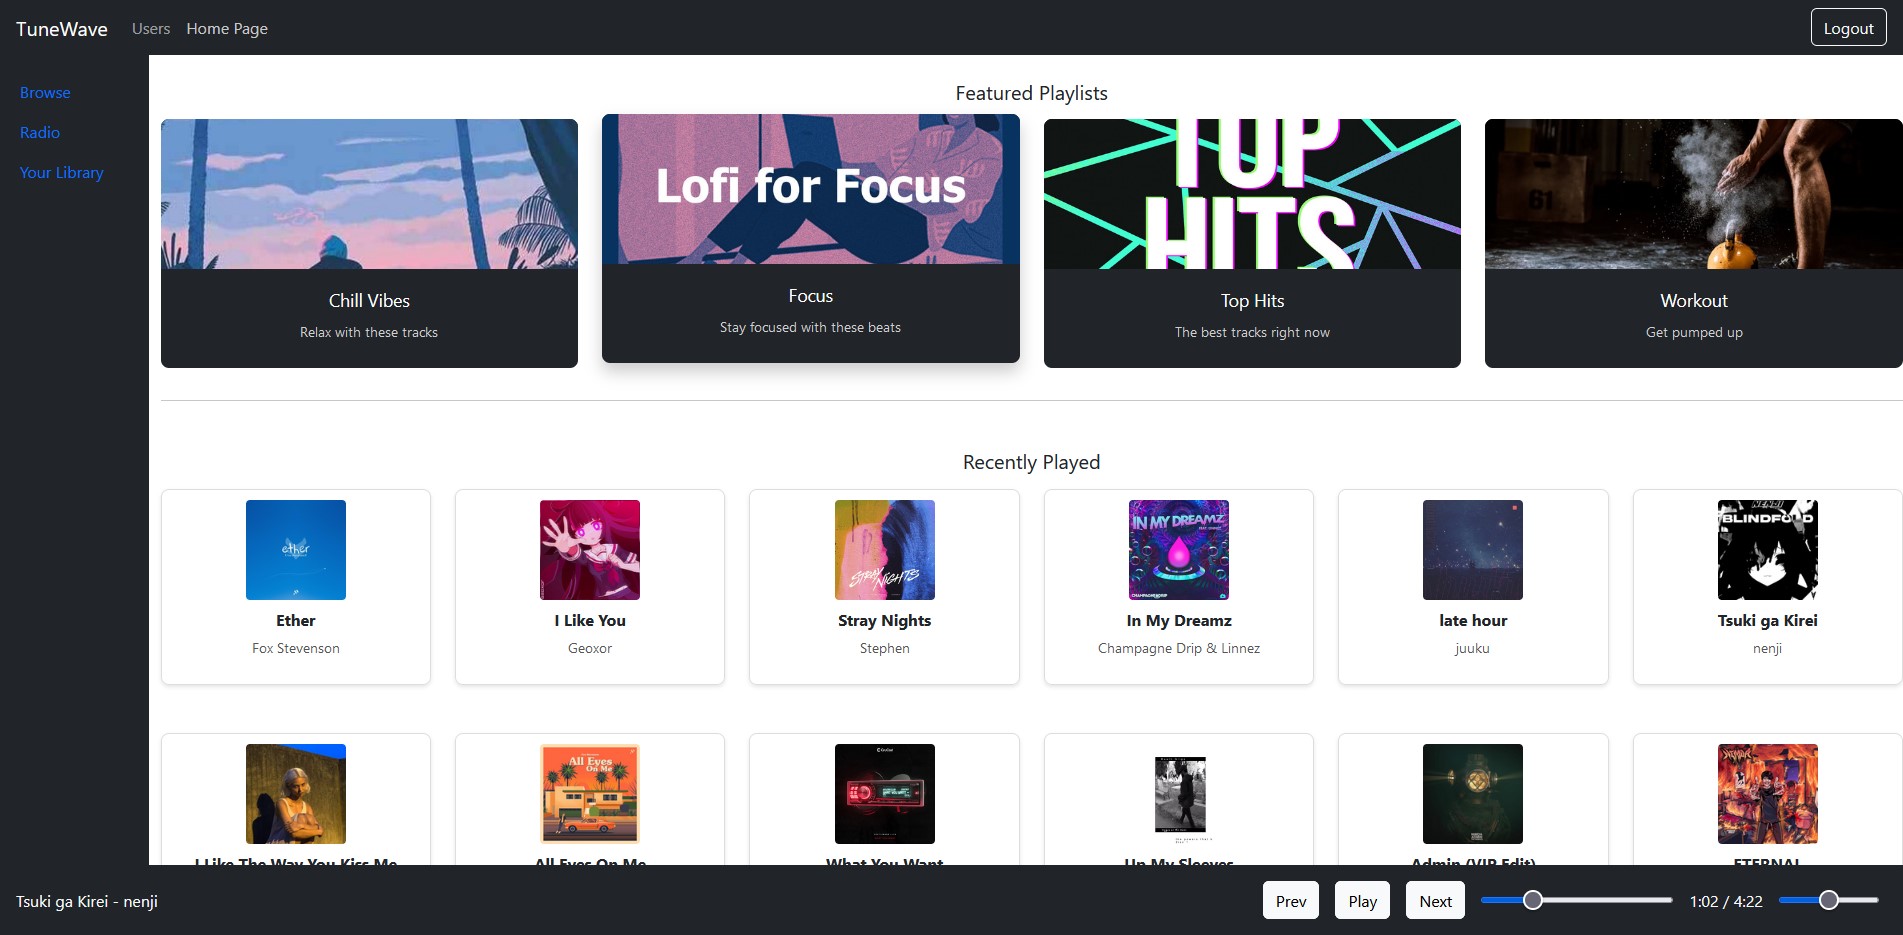 TuneWave Users Home Page Logout
Browse
Radio
Your Library
Featured Playlists
Lofi for Focus
TOP
HITS
61
Chill Vibes
Relax with these tracks
Focus
Stay focused with these beats
Top Hits
The best tracks right now
Workout
Get pumped up
Recently Played
ether
Ether
Fox Stevenson
I Like You
Geoxor
STRAY NIGHTS
Stray Nights
Stephen
IN MY DREAMZ
CHAMPAGNE DRIP
In My Dreamz
Champagne Drip & Linnez
late hour
juuku
NENJI
BLINDFOLD
Tsuki ga Kirei
nenji
I Like The Way You Kiss Me
All Eyes
On Me
All Eyes On Me
What You Want
Up My Sleeves
Admin (VIP Edit)
ETERNAL
Tsuki ga Kirei - nenji
Prev Play Next 1:02 / 4:22